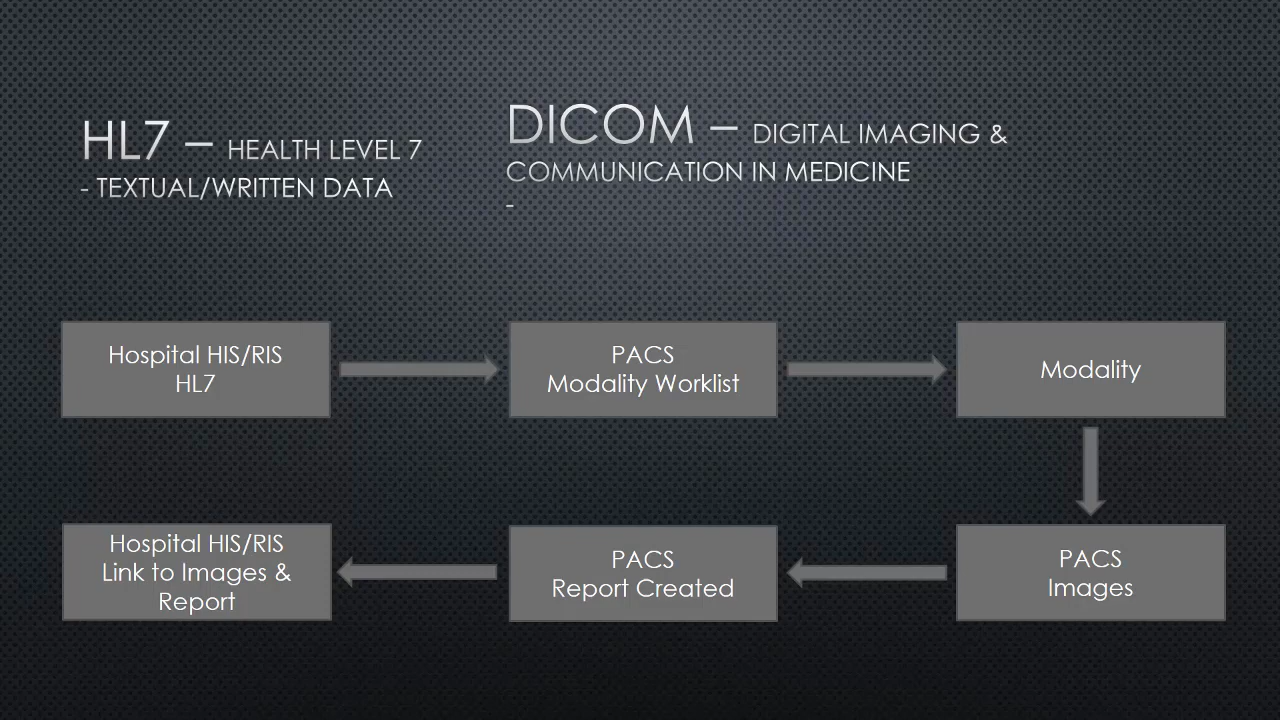 HL7 – HEALTH LEVEL 7
- TEXTUAL/WRITTEN DATA
DICOM – DIGITAL IMAGING &
COMMUNICATION IN MEDICINE
-
Hospital HIS/RIS
HL7
PACS
Modality Worklist
Modality
Hospital HIS/RIS
Link to Images &
Report
PACS
Report Created
PACS
Images